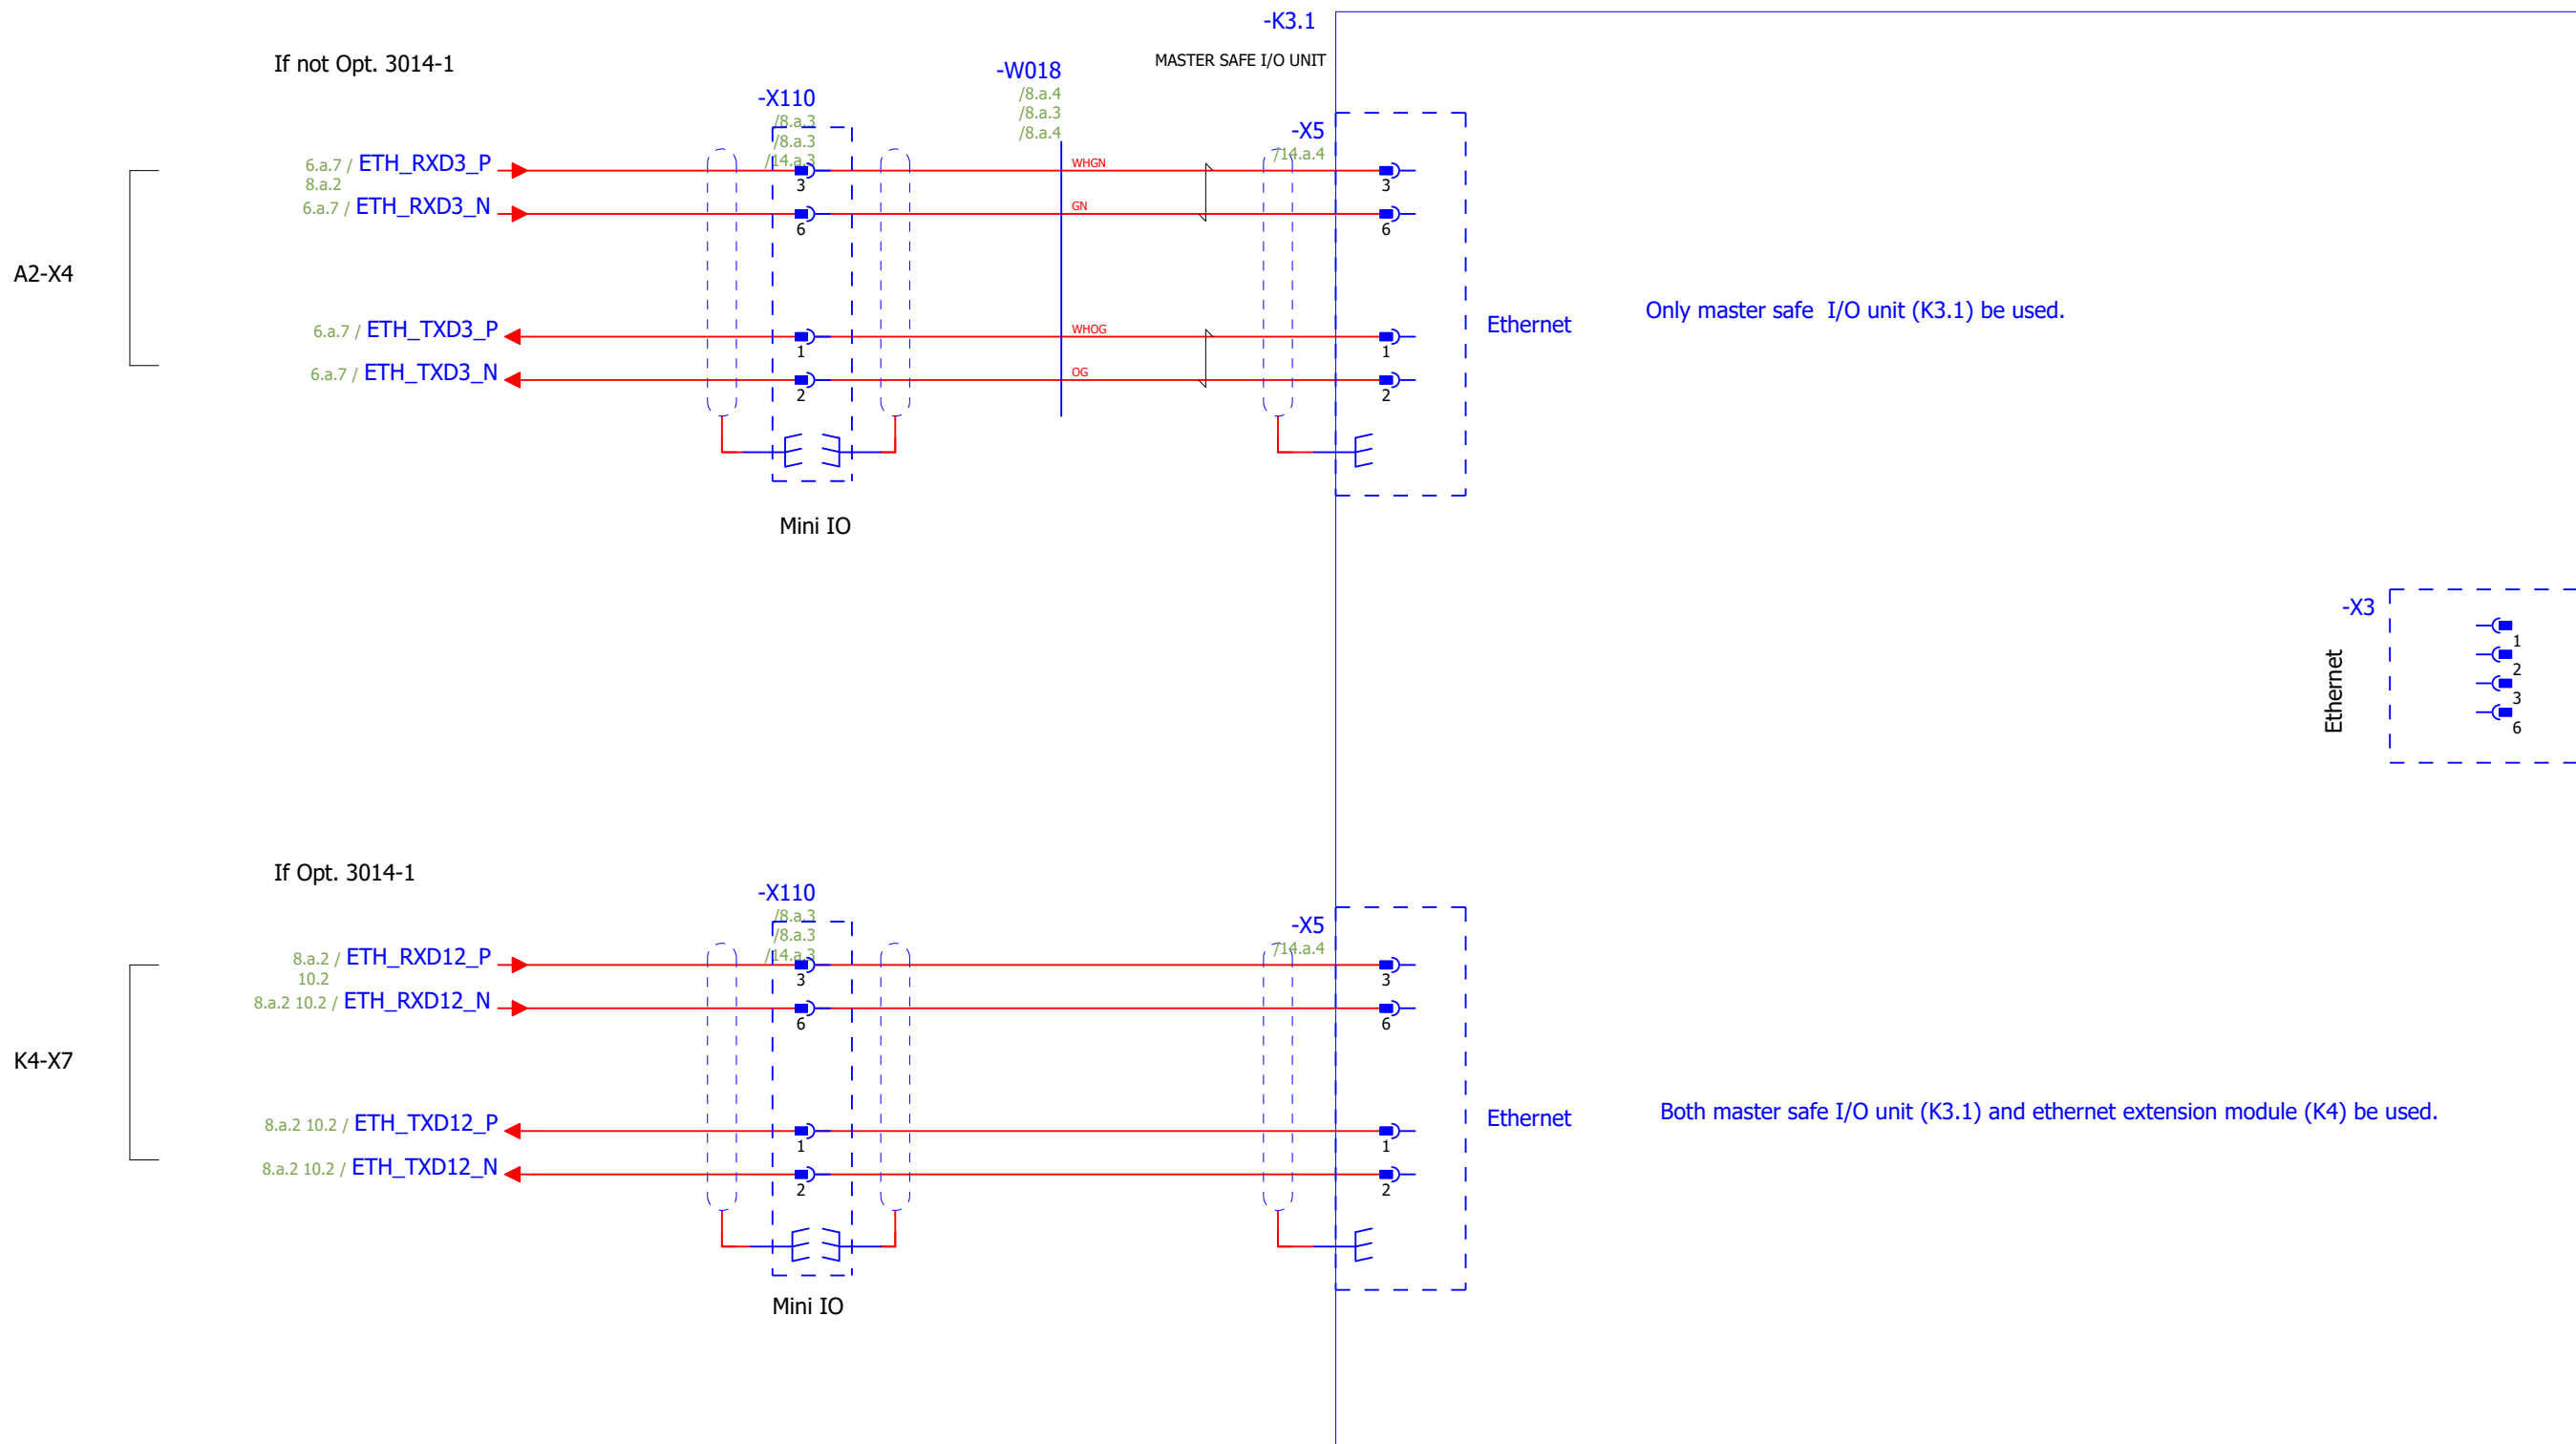 -K3.1
MASTER SAFE I/O UNIT
If not Opt. 3014-1
-W018
/8.a.4
/8.a.3
/8.a.4
-X110
/8.a.3
/8.a.3
/14.a.3
-X5
/14.a.4
6.a.7 / ETH_RXD3_P
8.a.2
WHGN
3
3
6.a.7 / ETH_RXD3_N
GN
6
6
A2-X4
6.a.7 / ETH_TXD3_P
WHOG
1
1
Ethernet
Only master safe I/O unit (K3.1) be used.
6.a.7 / ETH_TXD3_N
OG
2
2
Mini IO
-X3
Ethernet
1
2
3
6
If Opt. 3014-1
-X110
/8.a.3
/8.a.3
/14.a.3
-X5
/14.a.4
8.a.2 / ETH_RXD12_P
10.2
3
3
8.a.2 10.2 / ETH_RXD12_N
6
6
K4-X7
8.a.2 10.2 / ETH_TXD12_P
1
1
Ethernet
Both master safe I/O unit (K3.1) and ethernet extension module (K4) be used.
8.a.2 10.2 / ETH_TXD12_N
2
2
Mini IO